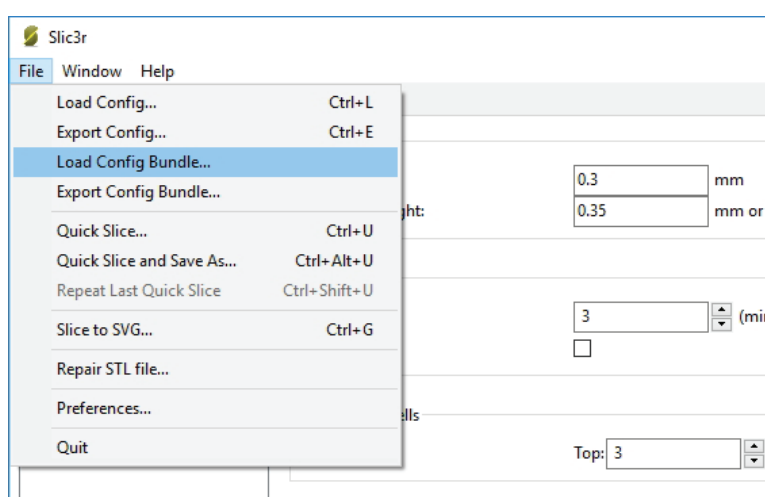 Slic3r
File Window Help
Load Config... Ctrl+L
Export Config... Ctrl+E
Load Config Bundle...
Export Config Bundle...
Quick Slice... Ctrl+U
Quick Slice and Save As... Ctrl+Alt+U
Repeat Last Quick Slice Ctrl+Shift+U
Slice to SVG... Ctrl+G
Repair STL file...
Preferences...
Quit
0.3 mm
ght: 0.35 mm or
3 (mi
ells
Top: 3